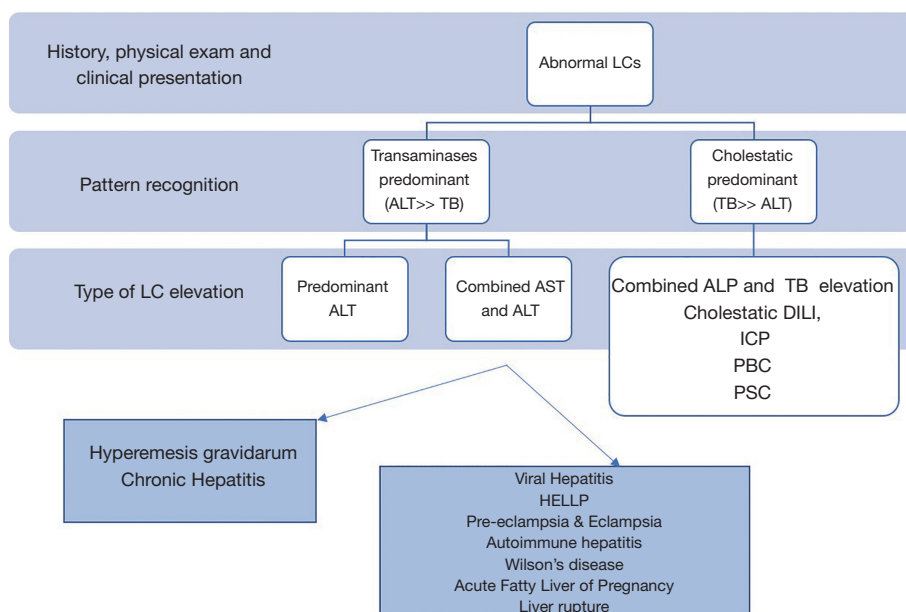 History, physical exam and
clinical presentation
Abnormal LCs
Pattern recognition
Transaminases
predominant
(ALT>> TB)
Cholestatic
predominant
(TB>> ALT)
Type of LC elevation
Predominant
ALT
Combined AST
and ALT
Combined ALP and TB elevation
Cholestatic DILI,
ICP
PBC
PSC
Hyperemesis gravidarum
Chronic Hepatitis
Viral Hepatitis
HELLP
Pre-eclampsia & Eclampsia
Autoimmune hepatitis
Wilson's disease
Acute Fatty Liver of Pregnancy
Liver rupture